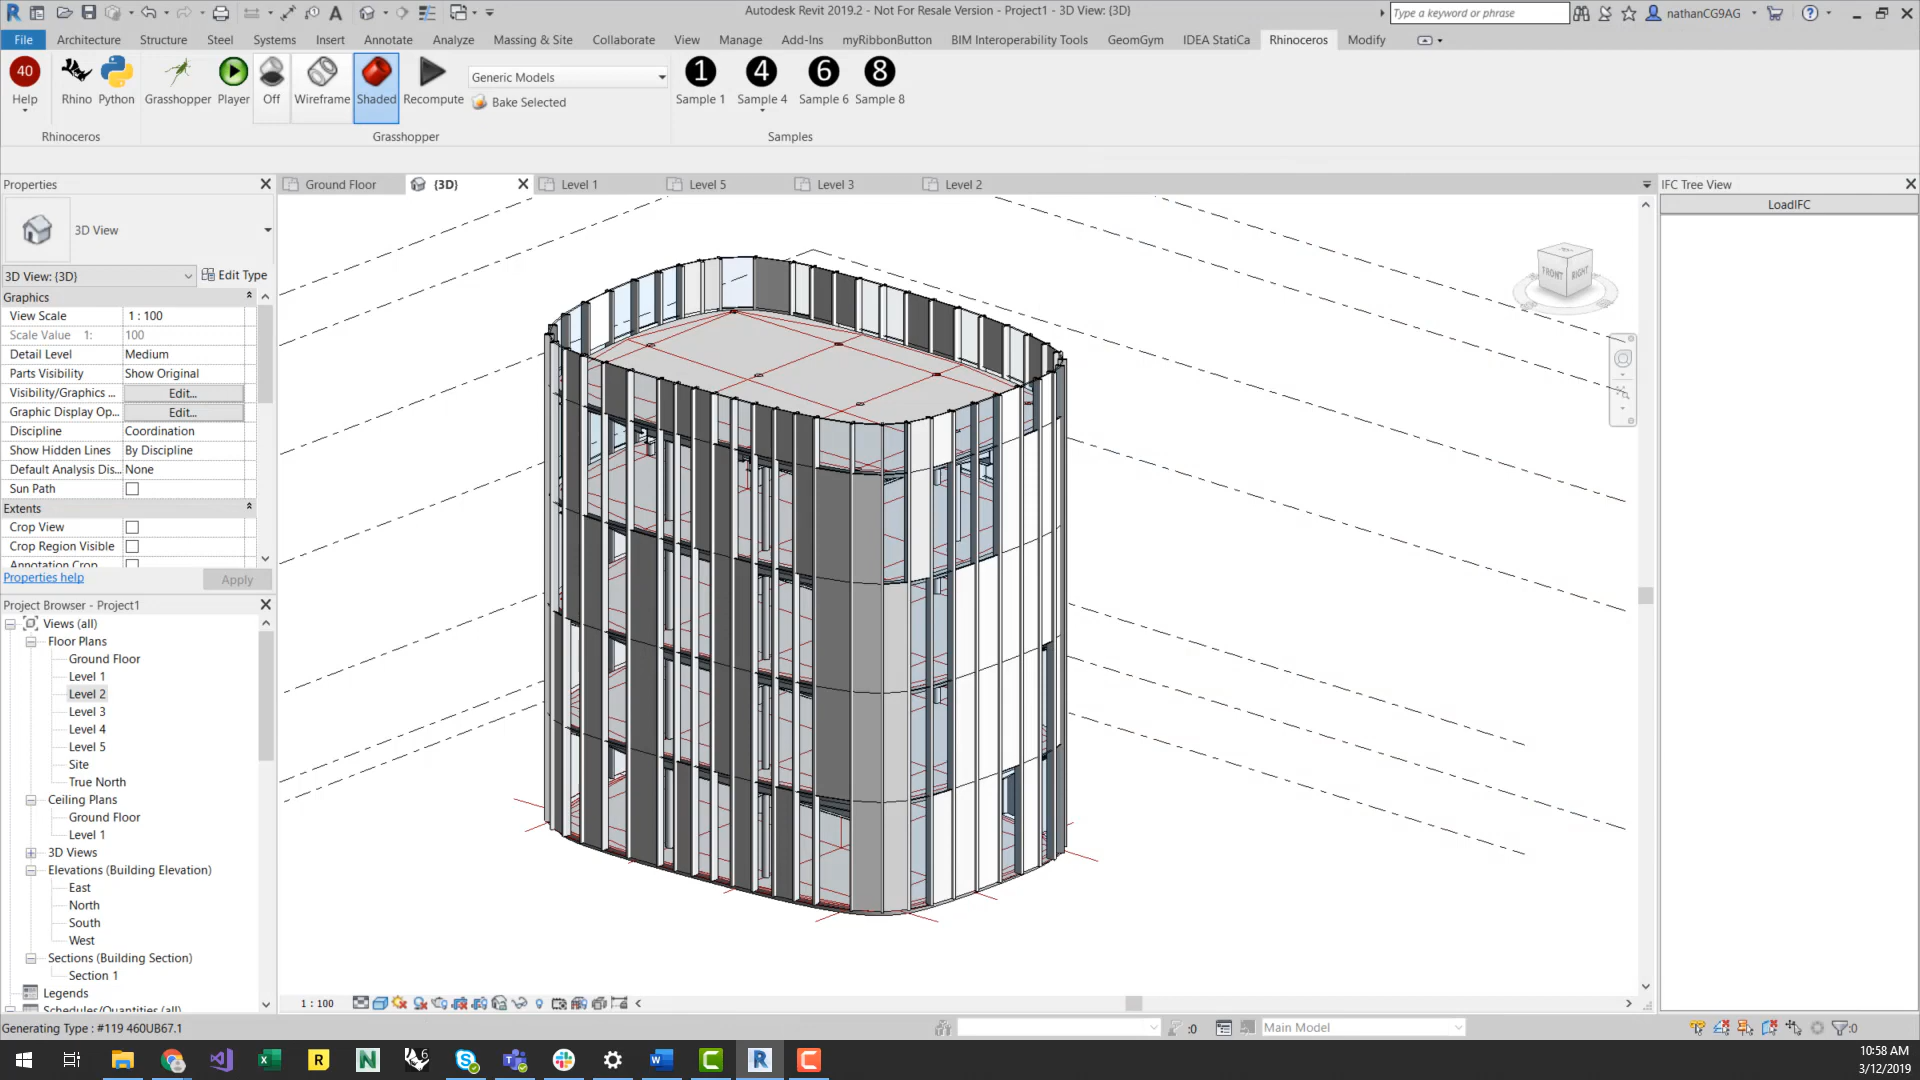 Autodesk Revit 2019.2 - Not For Resale Version - Project1 - 3D View: {3D}
Type a keyword or phrase
nathanCG9AG
File Architecture Structure Steel Systems Insert Annotate Analyze Massing & Site Collaborate View Manage Add-Ins myRibbonButton BIM Interoperability Tools GeomGym IDEA StatiCa Rhinoceros Modify
40 1 4 6 8
Generic Models
Help Rhino Python Grasshopper Player Off Wireframe Shaded Recompute Bake Selected Sample 1 Sample 4 Sample 6 Sample 8
Rhinoceros Grasshopper Samples
Properties
Ground Floor {3D} Level 1 Level 5 Level 3 Level 2
IFC Tree View
LoadIFC
3D View
3D View: {3D} Edit Type
Graphics
View Scale 1 : 100
Scale Value 1: 100
Detail Level Medium
Parts Visibility Show Original
Visibility/Graphics ... Edit...
Graphic Display Op... Edit...
Discipline Coordination
Show Hidden Lines By Discipline
Default Analysis Dis... None
Sun Path
Extents
Crop View
Crop Region Visible
Annotation Crop
Properties help Apply
FRONT RIGHT
Project Browser - Project1
Views (all)
Floor Plans
Ground Floor
Level 1
Level 2
Level 3
Level 4
Level 5
Site
True North
Ceiling Plans
Ground Floor
Level 1
3D Views
Elevations (Building Elevation)
East
North
South
West
Sections (Building Section)
Section 1
Legends
Schedules/Quantities (all)
1 : 100
Generating Type : #119 460UB67.1
:0 Main Model :0
10:58 AM
3/12/2019